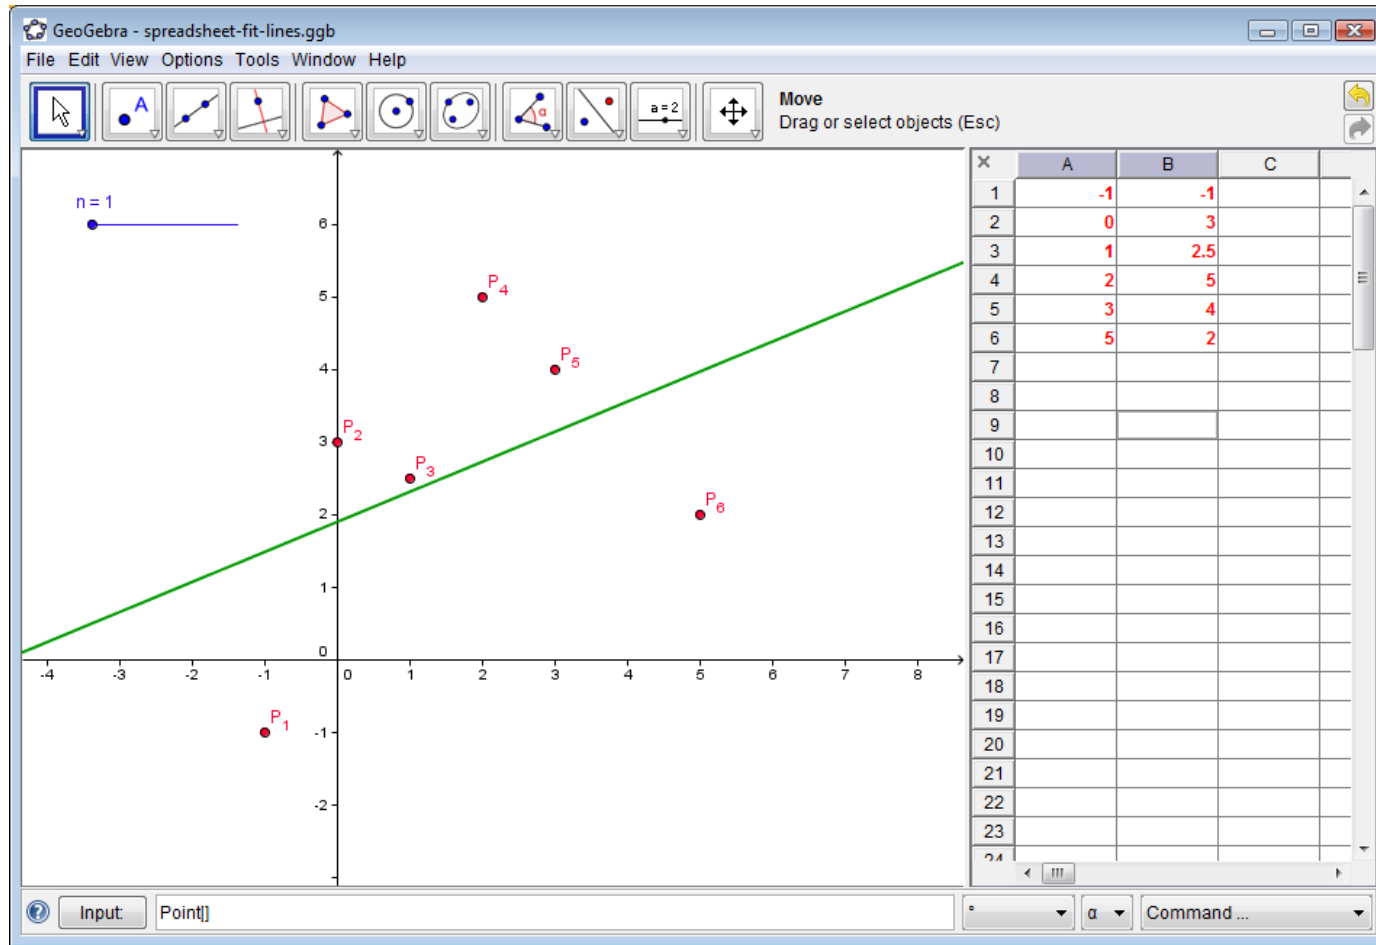 GeoGebra - spreadsheet-fit-lines.ggb
File Edit View Options Tools Window Help
A
α
a = 2
Move
Drag or select objects (Esc)
n = 1
6
5
4
3
2
1
0
-1
-2
-4 -3 -2 -1 0 1 2 3 4 5 6 7 8
P4
P5
P2
P3
P6
P1
A B C
1 -1 -1
2 0 3
3 1 2.5
4 2 5
5 3 4
6 5 2
7
8
9
10
11
12
13
14
15
16
17
18
19
20
21
22
23
24
Input: Point[] ° α Command ...